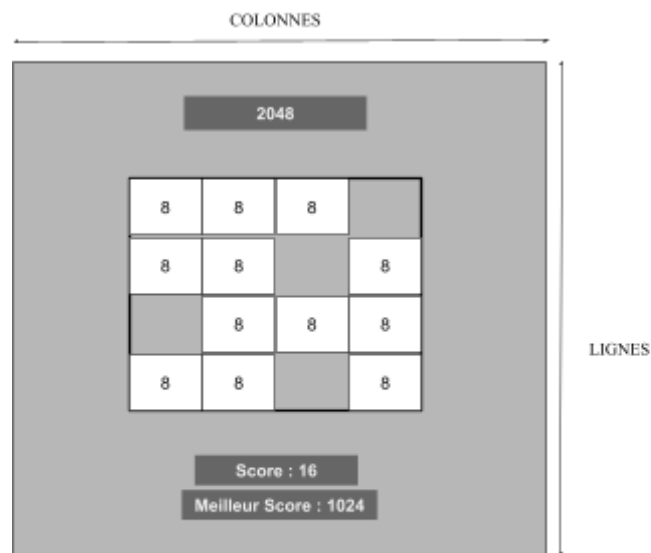 COLONNES
2048
8 8 8
8 8 8
8 8 8
8 8 8
LIGNES
Score : 16
Meilleur Score : 1024